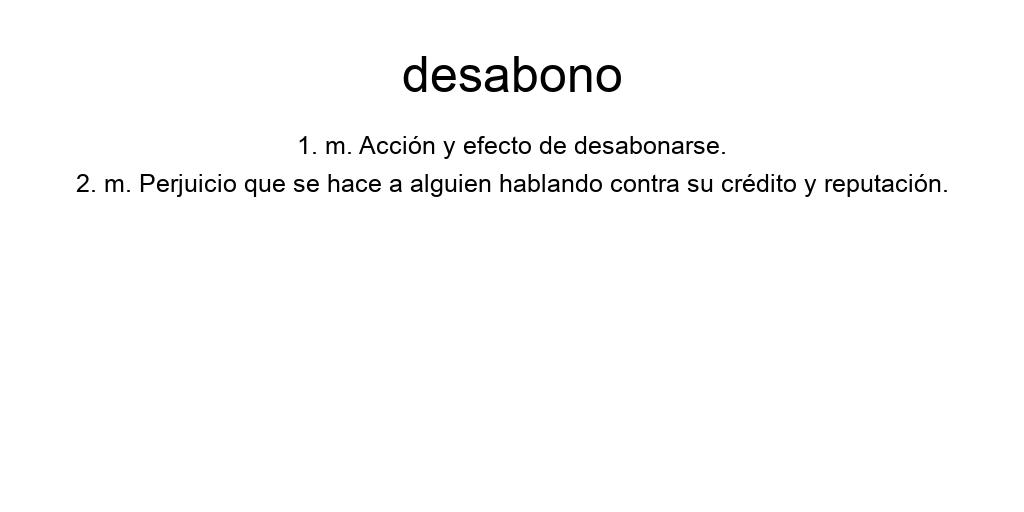 desabono
1. m. Acción y efecto de desabonarse.
2. m. Perjuicio que se hace a alguien hablando contra su crédito y reputación.